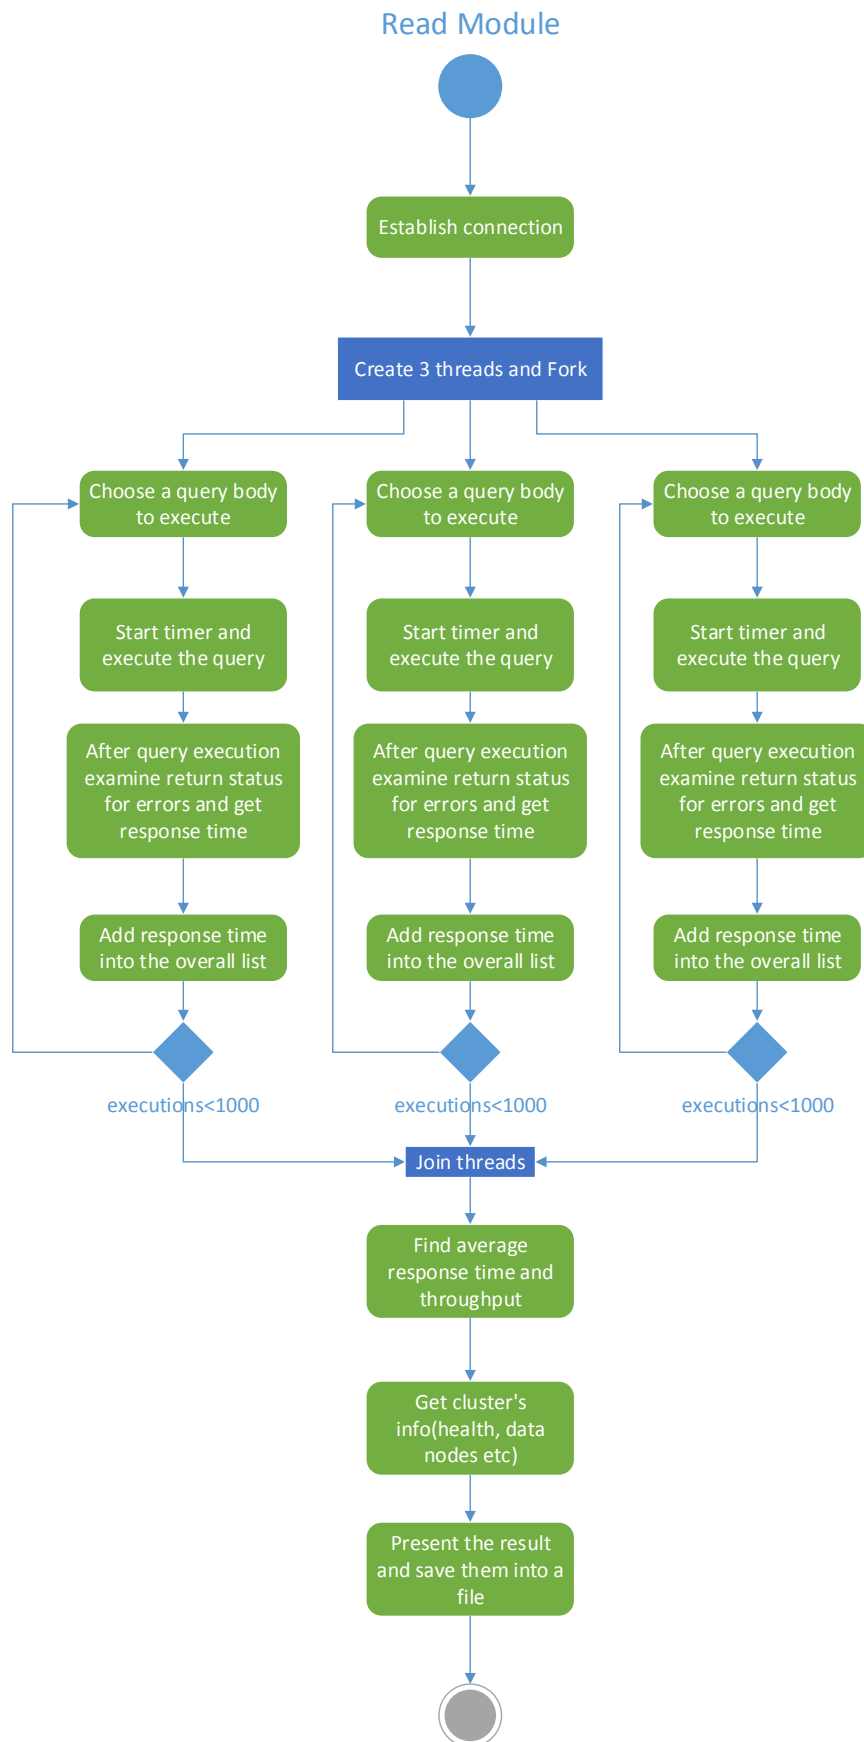 Read Module
Establish connection
Create 3 threads and Fork
Choose a query body
to execute
Choose a query body
to execute
Choose a query body
to execute
Start timer and
execute the query
Start timer and
execute the query
Start timer and
execute the query
After query execution
examine return status
for errors and get
response time
After query execution
examine return status
for errors and get
response time
After query execution
examine return status
for errors and get
response time
Add response time
into the overall list
Add response time
into the overall list
Add response time
into the overall list
executions<1000
executions<1000
executions<1000
Join threads
Find average
response time and
throughput
Get cluster's
info(health, data
nodes etc)
Present the result
and save them into a
file